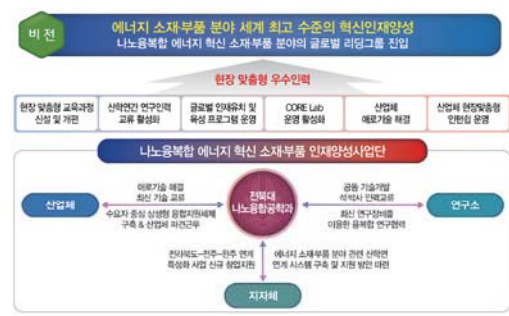 비 전
에너지 소재·부품 분야 세계 최고 수준의 혁신인재양성
나노융복합 에너지 혁신 소재·부품 분야의 글로벌 리딩그룹 진입
현장 맞춤형 우수인력
현장 맞춤형 교육과정
신설 및 개편
산학연간 연구인력
교류 활성화
글로벌 인재유치 및
육성 프로그램 운영
CORE Lab
운영 활성화
산업체
애로기술 해결
산업체 현장맞춤형
인턴쉽 운영
나노융복합 에너지 혁신 소재·부품 인재양성사업단
산업체
애로기술 해결
최신 기술 교류
수요자 중심 상생형 융합지원체제
구축 & 산업체 파견근무
전북대
나노융합공학과
공동 기술개발
석·박사 인력교류
최신 연구장비를
이용한 융복합 연구협력
연구소
전라북도-전주-완주 연계
특성화 사업 신규 창업지원
에너지 소재·부품 분야 관련 산학연
연계 시스템 구축 및 지원 방안 마련
지자체